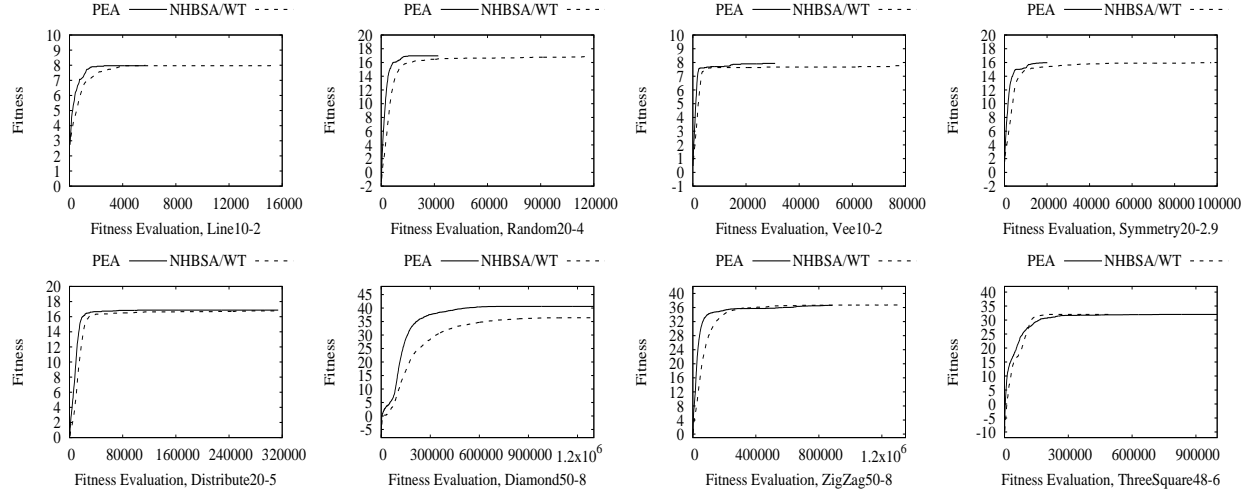 PEA NHBSA/WT
10
9
8
7
6
5
4
3
2
1
0
Fitness
0 4000 8000 12000 16000
Fitness Evaluation, Line10-2
PEA NHBSA/WT
20
18
16
14
12
10
8
6
4
2
0
-2
Fitness
0 30000 60000 90000 120000
Fitness Evaluation, Random20-4
PEA NHBSA/WT
10
9
8
7
6
5
4
3
2
1
0
-1
Fitness
0 20000 40000 60000 80000
Fitness Evaluation, Vee10-2
PEA NHBSA/WT
20
18
16
14
12
10
8
6
4
2
0
-2
Fitness
0 20000 40000 60000 80000 100000
Fitness Evaluation, Symmetry20-2.9
PEA NHBSA/WT
20
18
16
14
12
10
8
6
4
2
0
Fitness
0 80000 160000 240000 320000
Fitness Evaluation, Distribute20-5
PEA NHBSA/WT
45
40
35
30
25
20
15
10
5
0
-5
Fitness
0 300000 600000 900000 1.2x10^6
Fitness Evaluation, Diamond50-8
PEA NHBSA/WT
40
36
32
28
24
20
16
12
8
4
0
Fitness
0 400000 800000 1.2x10^6
Fitness Evaluation, ZigZag50-8
PEA NHBSA/WT
40
35
30
25
20
15
10
5
0
-5
-10
Fitness
0 300000 600000 900000
Fitness Evaluation, ThreeSquare48-6